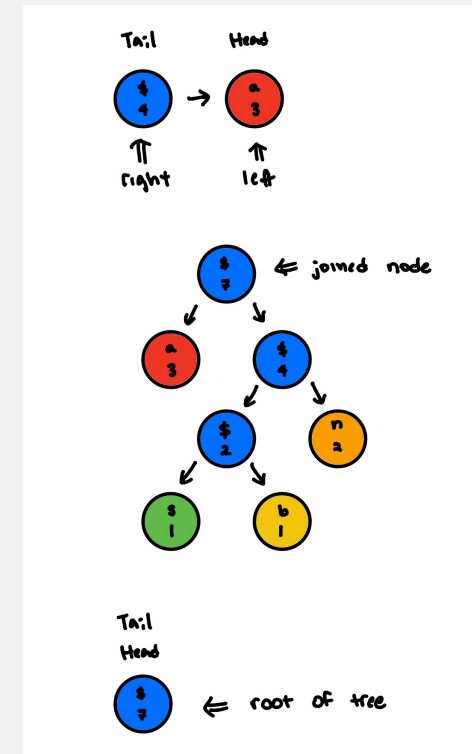 Tail Head
$ a
4 3
right left
$
7
joined node
a $
3 4
$ n
2 2
s b
1 1
Tail
Head
$
7
root of tree